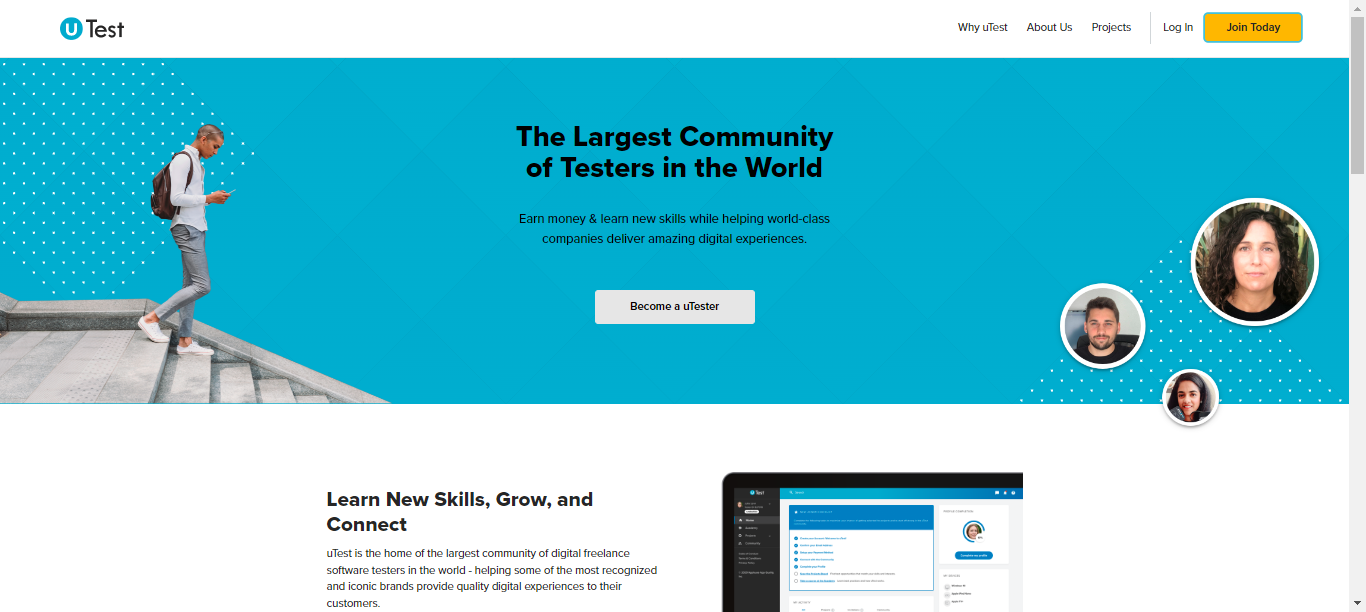 uTest
Why uTest
About Us
Projects
Log In
Join Today
The Largest Community
of Testers in the World
Earn money & learn new skills while helping world-class
companies deliver amazing digital experiences.
Become a uTester
Learn New Skills, Grow, and
Connect
uTest is the home of the largest community of digital freelance
software testers in the world - helping some of the most recognized
and iconic brands provide quality digital experiences to their
customers.